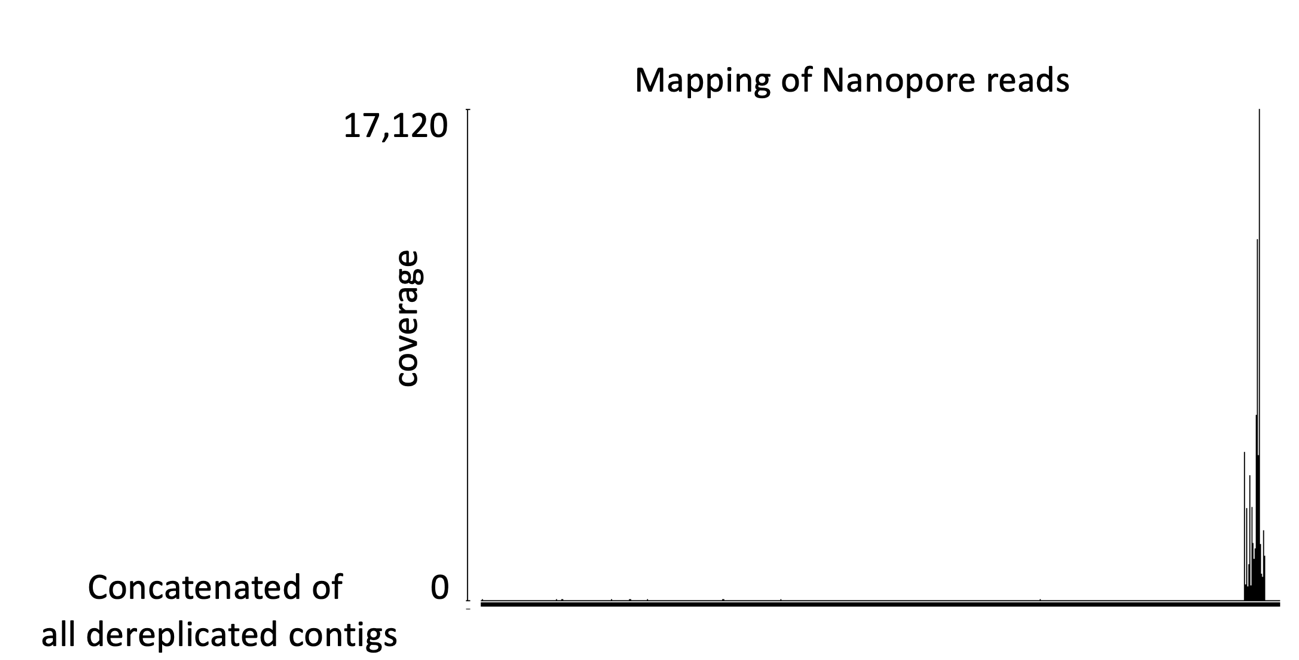 Mapping of Nanopore reads
17,120
coverage
0
Concatenated of
all dereplicated contigs